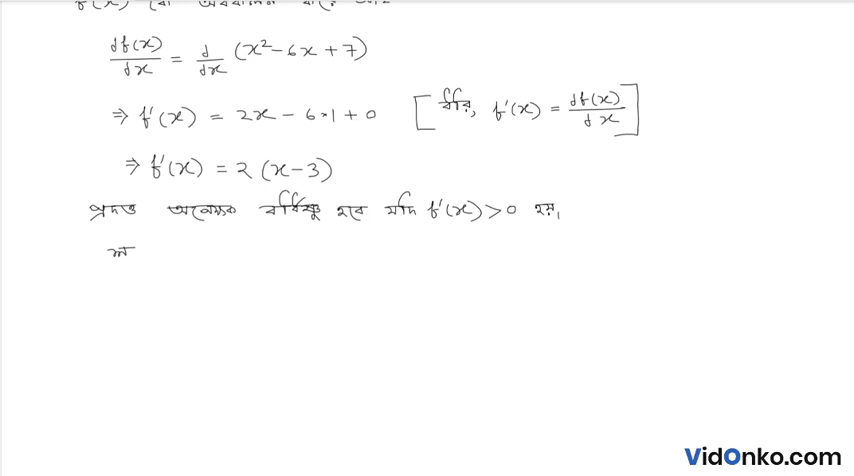 df(x)/dx = d/dx (x² - 6x + 7)
⇒ f'(x) = 2x - 6·1 + 0 [ ধরি, f'(x) = df(x)/dx ]
⇒ f'(x) = 2 (x - 3)
প্রদত্ত অপেক্ষক বর্ধিষ্ণু হবে যদি f'(x) > 0 হয়,
VidOnko.com